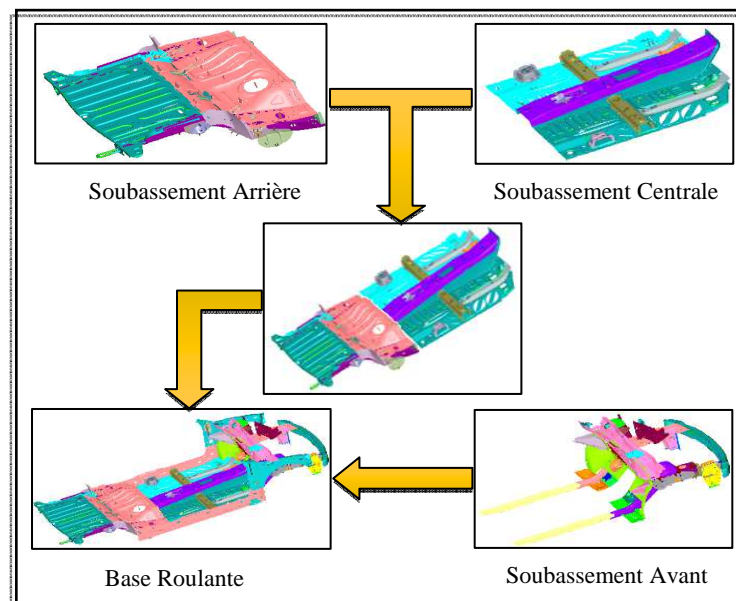 Soubassement Arrière
Soubassement Centrale
Base Roulante
Soubassement Avant